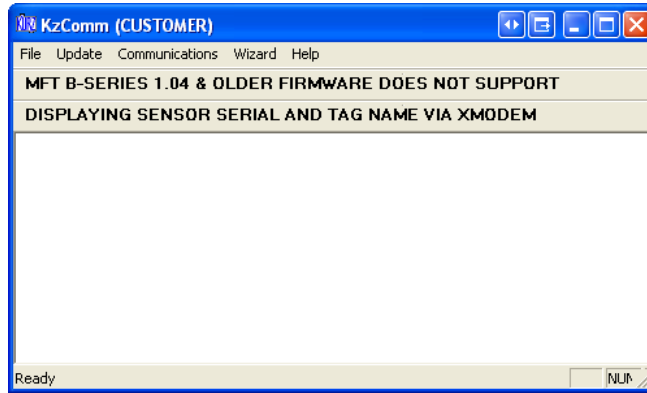 KzComm (CUSTOMER)
File Update Communications Wizard Help
MFT B-SERIES 1.04 & OLDER FIRMWARE DOES NOT SUPPORT
DISPLAYING SENSOR SERIAL AND TAG NAME VIA XMODEM
Ready